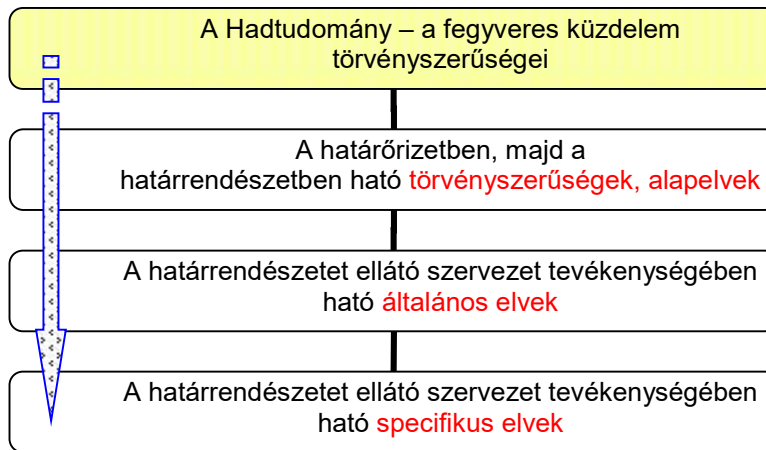 A Hadtudomány – a fegyveres küzdelem
törvényszerűségei
A határőrizetben, majd a
határrendészetben ható törvényszerűségek, alapelvek
A határrendészetet ellátó szervezet tevékenységében
ható általános elvek
A határrendészetet ellátó szervezet tevékenységében
ható specifikus elvek